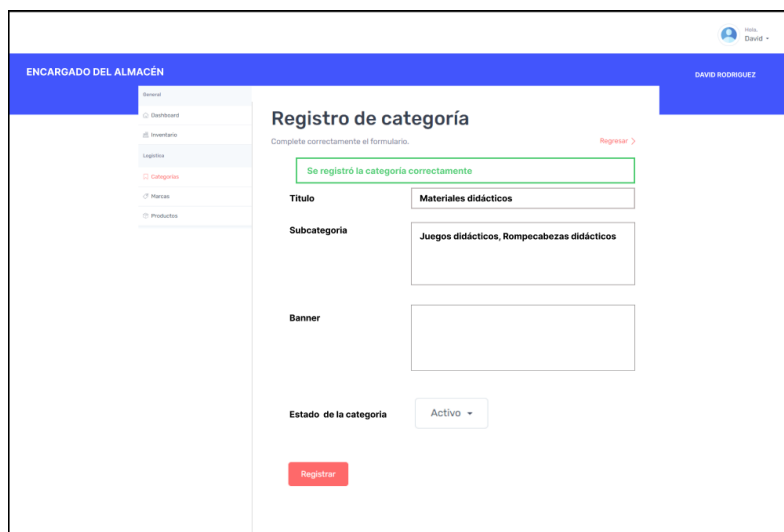 Hola,
David
ENCARGADO DEL ALMACÉN
DAVID RODRIGUEZ
General
Dashboard
Inventario
Logística
Categorías
Marcas
Productos
Registro de categoría
Complete correctamente el formulario.
Regresar
Se registró la categoría correctamente
Titulo
Materiales didácticos
Subcategoria
Juegos didácticos, Rompecabezas didácticos
Banner
Estado de la categoria
Activo
Registrar